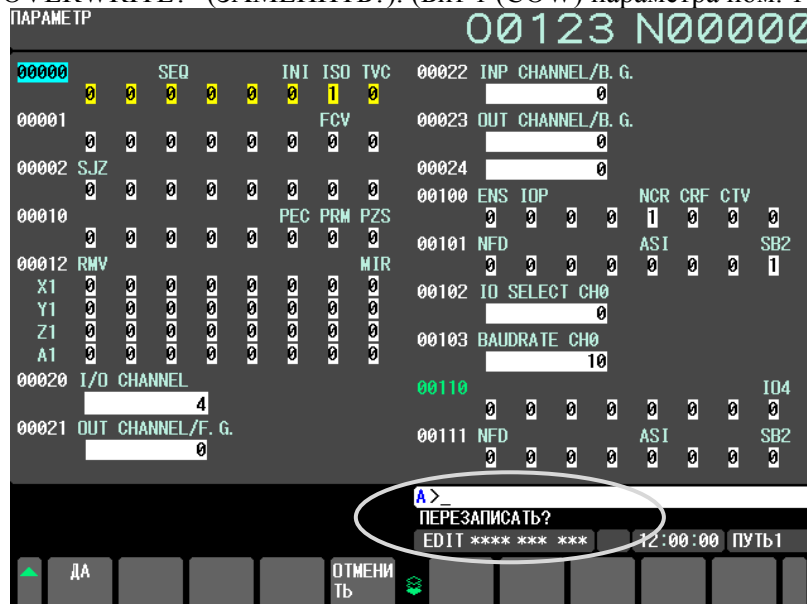 OVERWRITE?" (ЗАМЕНИТЬ?). (Бит 1 (COW) параметра ном. 1
ПАРАМЕТР
O0123 N00000
00000 SEQ INI ISO TVC
0 0 0 0 0 0 1 0
00001 FCV
0 0 0 0 0 0 0 0
00002 SJZ
0 0 0 0 0 0 0 0
00010 PEC PRM PZS
0 0 0 0 0 0 0 0
00012 RMV MIR
X1 0 0 0 0 0 0 0 0
Y1 0 0 0 0 0 0 0 0
Z1 0 0 0 0 0 0 0 0
A1 0 0 0 0 0 0 0 0
00020 I/O CHANNEL
4
00021 OUT CHANNEL/F. G.
0
00022 INP CHANNEL/B. G.
0
00023 OUT CHANNEL/B. G.
0
00024
0
00100 ENS IOP NCR CRF CTV
0 0 0 0 1 0 0 0
00101 NFD ASI SB2
0 0 0 0 0 0 0 1
00102 IO SELECT CH0
0
00103 BAUDRATE CH0
10
00110 IO4
0 0 0 0 0 0 0 0
00111 NFD ASI SB2
0 0 0 0 0 0 0 0
A>_
ПЕРЕЗАПИСАТЬ?
EDIT **** *** *** 12:00:00 ПУТЬ1
ДА
ОТМЕНИ
ТЬ